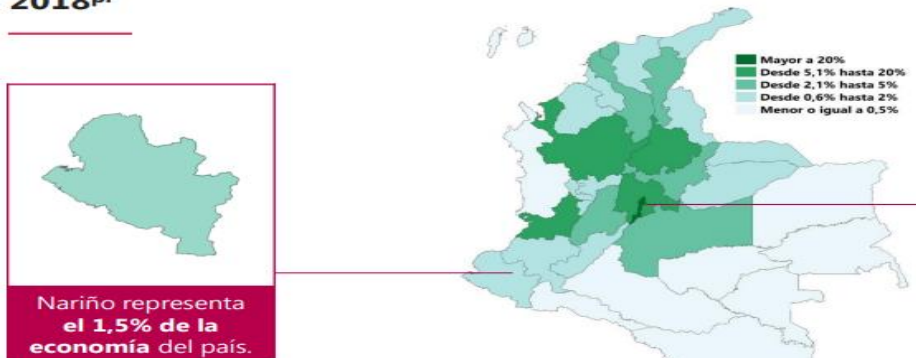 2018ᵖʳ
Mayor a 20%
Desde 5,1% hasta 20%
Desde 2,1% hasta 5%
Desde 0,6% hasta 2%
Menor o igual a 0,5%
Nariño representa
el 1,5% de la
economía del país.